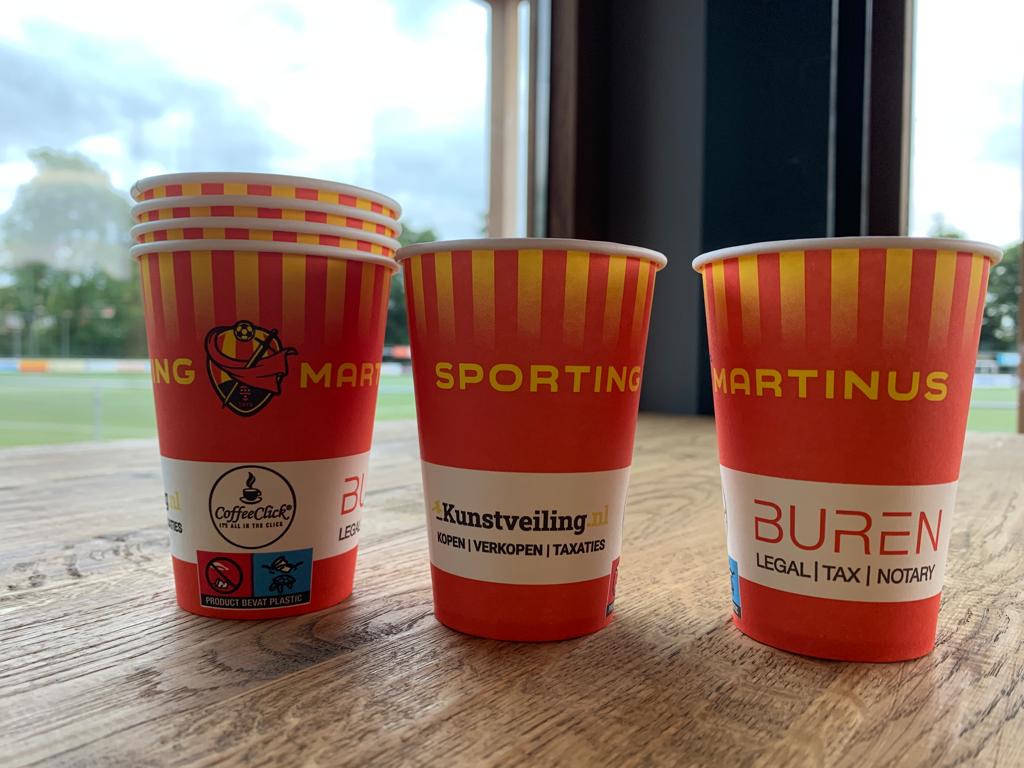 ING MART
.nl
TIES
CoffeeClick®
IT'S ALL IN THE CLICK
BU
LEGA
PRODUCT BEVAT PLASTIC
SPORTING
Kunstveiling.nl
KOPEN | VERKOPEN | TAXATIES
MARTINUS
BUREN
LEGAL | TAX | NOTARY